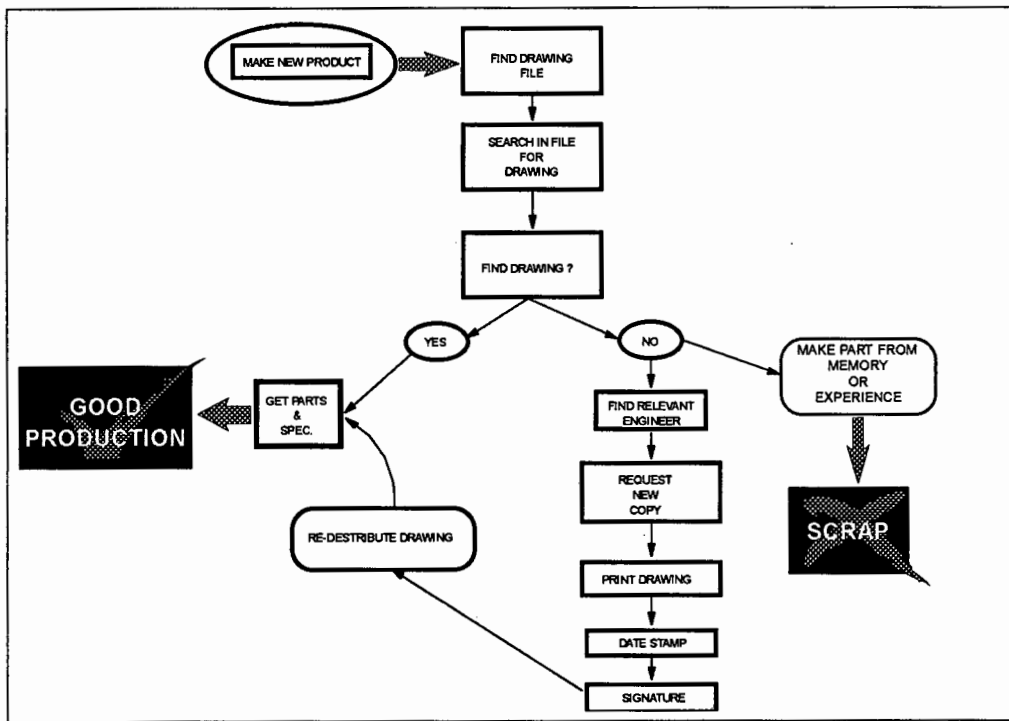 MAKE NEW PRODUCT
FIND DRAWING
FILE
SEARCH IN FILE
FOR
DRAWING
FIND DRAWING ?
YES
NO
MAKE PART FROM
MEMORY
OR
EXPERIENCE
GOOD
PRODUCTION
GET PARTS
&
SPEC.
FIND RELEVANT
ENGINEER
REQUEST
NEW
COPY
SCRAP
RE-DESTRIBUTE DRAWING
PRINT DRAWING
DATE STAMP
SIGNATURE